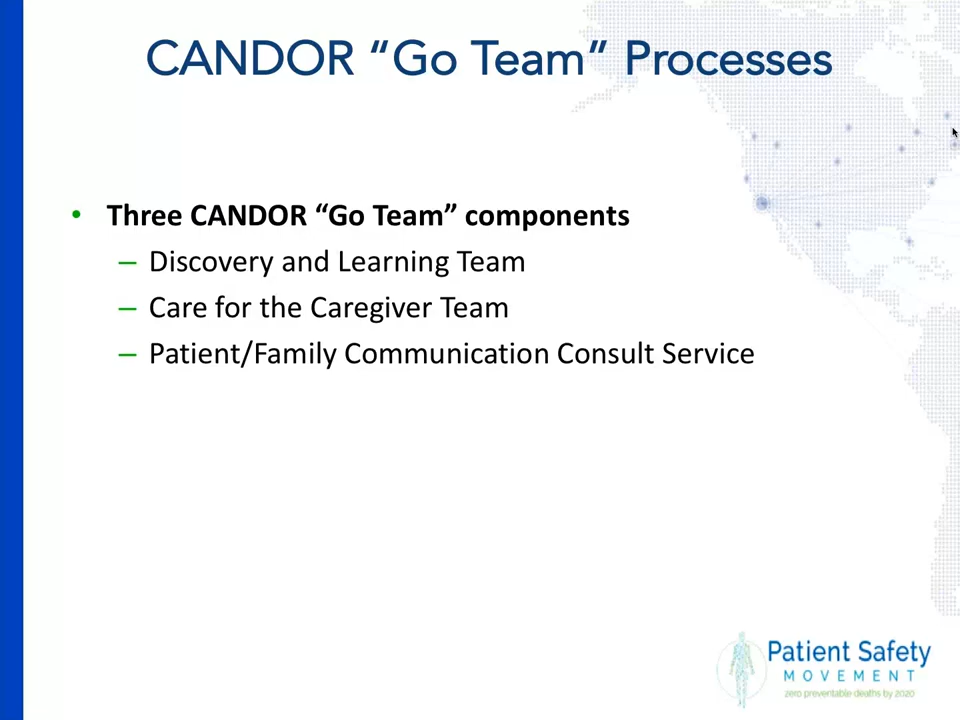 CANDOR “Go Team” Processes
• Three CANDOR “Go Team” components
– Discovery and Learning Team
– Care for the Caregiver Team
– Patient/Family Communication Consult Service
Patient Safety
MOVEMENT
zero preventable deaths by 2020